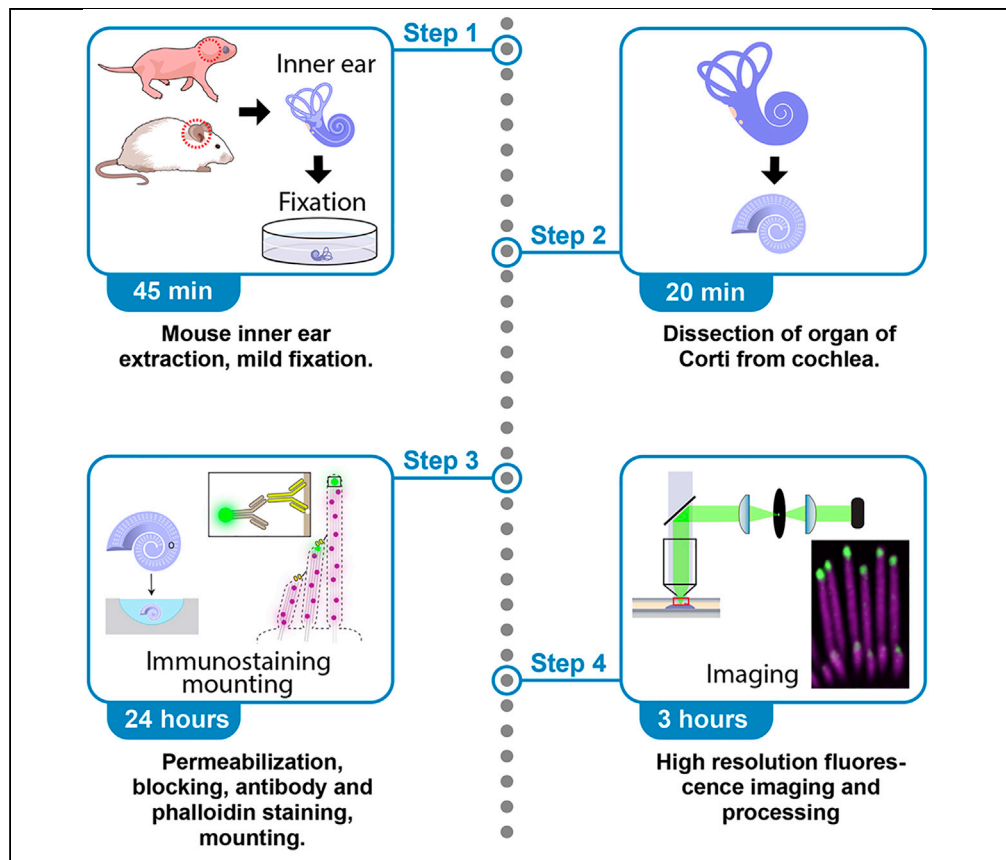 Step 1
Inner ear
Fixation
45 min
Mouse inner ear
extraction, mild fixation.
Step 2
20 min
Dissection of organ of
Corti from cochlea.
Step 3
Immunostaining
mounting
24 hours
Permeabilization,
blocking, antibody and
phalloidin staining,
mounting.
Step 4
Imaging
3 hours
High resolution fluores-
cence imaging and
processing